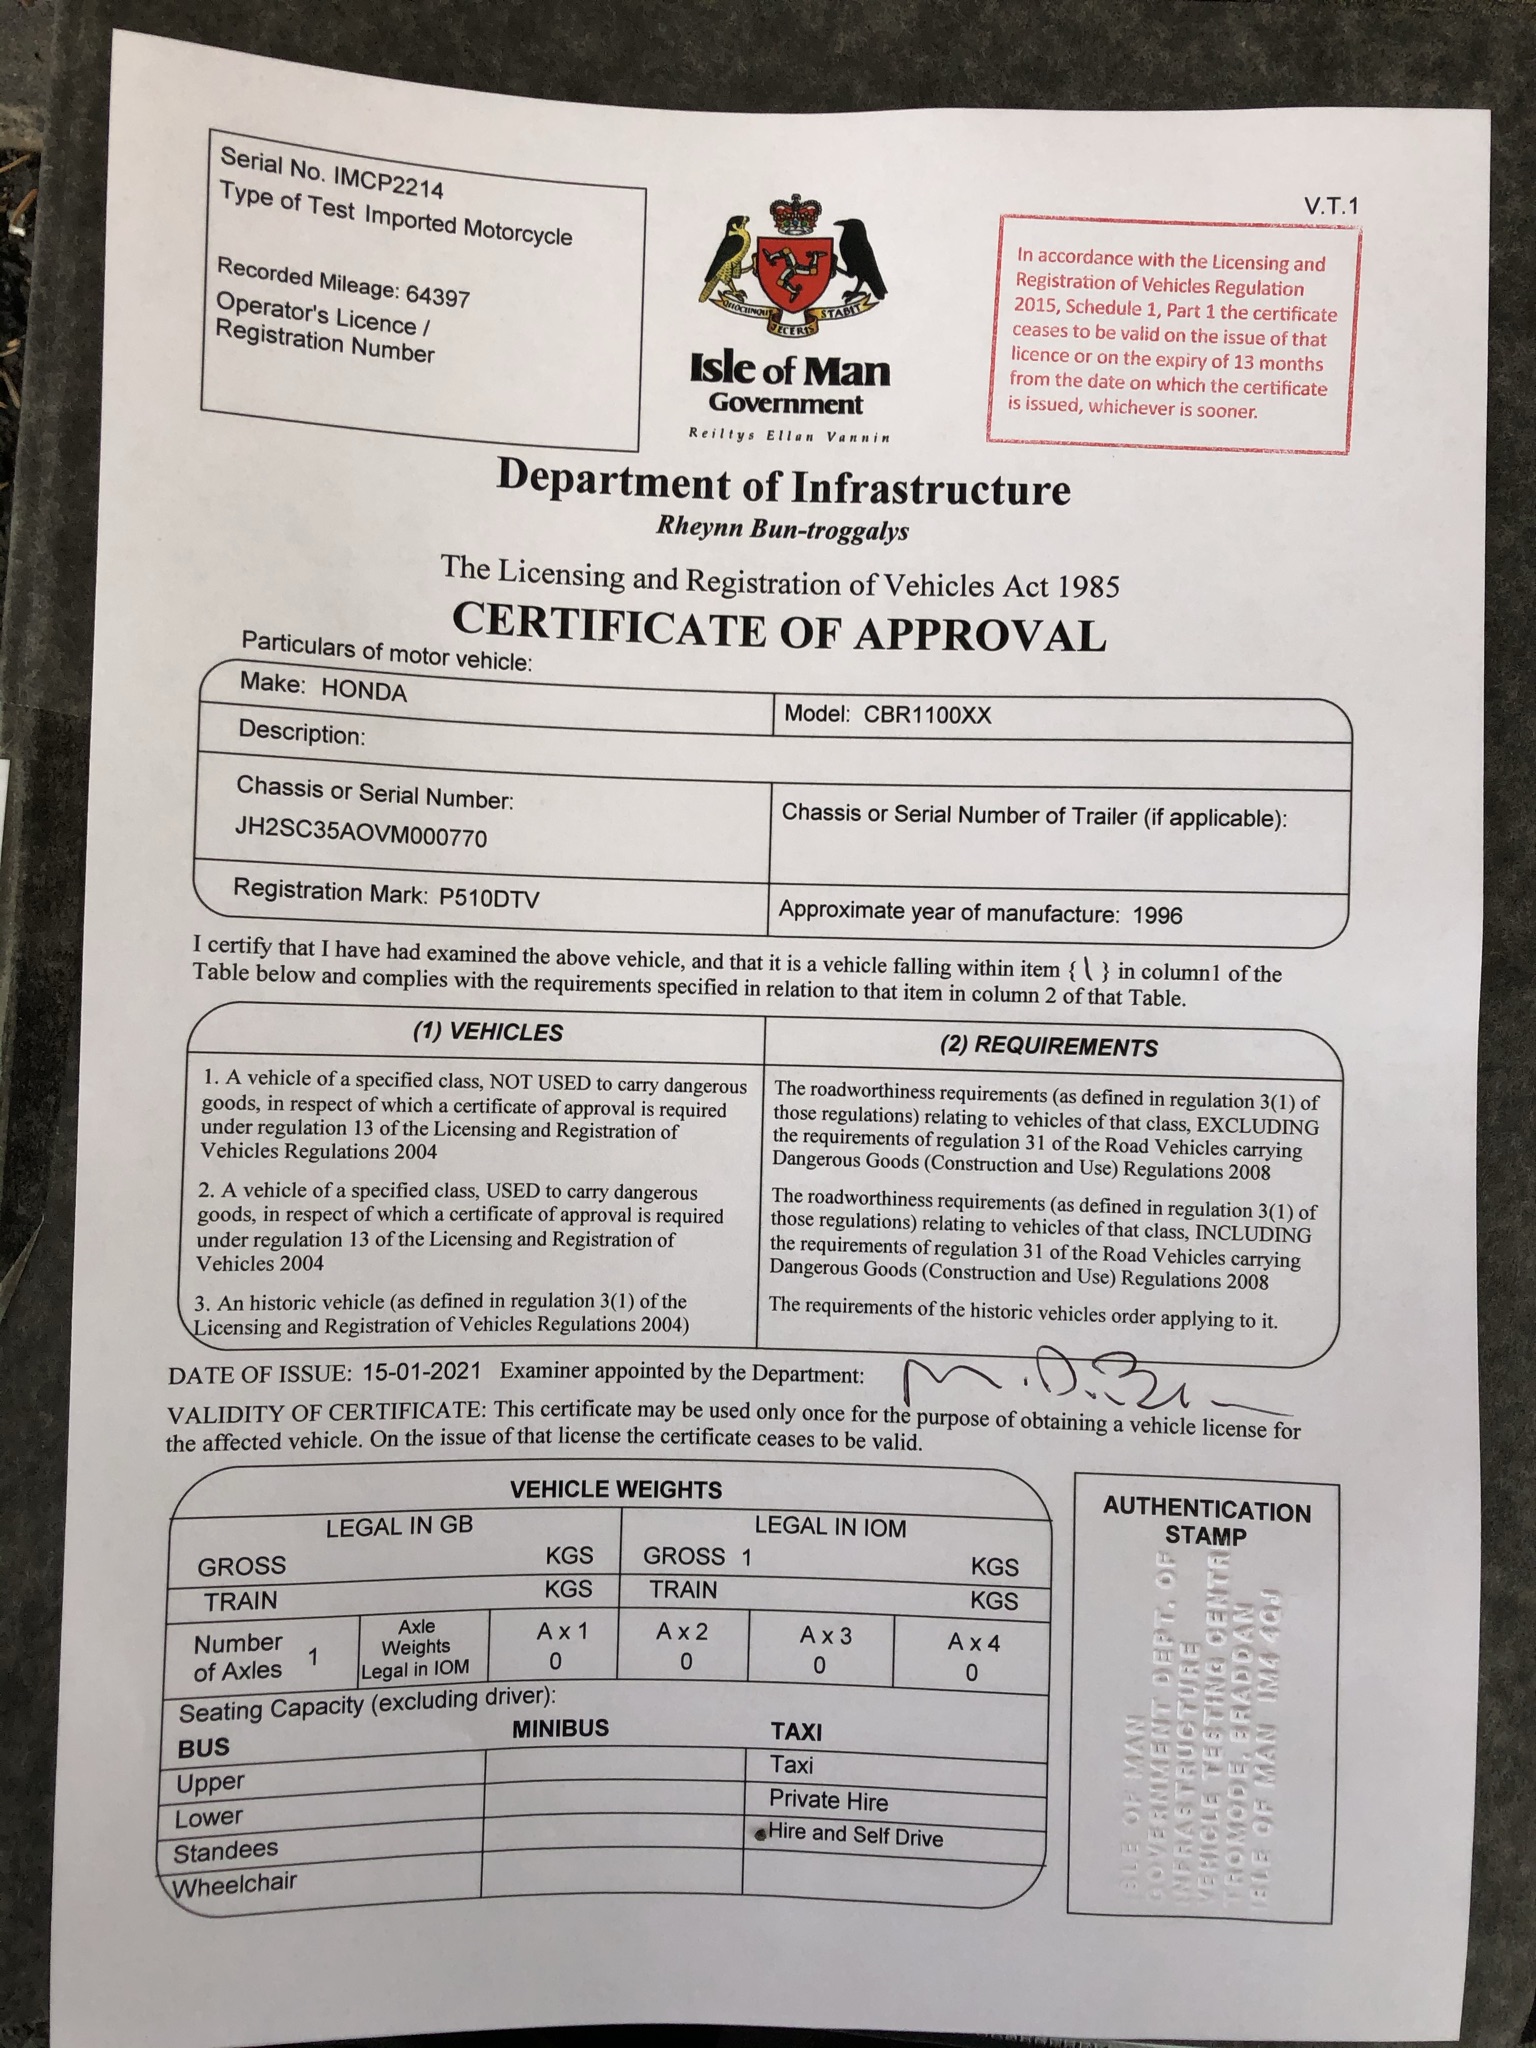 Serial No. IMCP2214
Type of Test Imported Motorcycle
Recorded Mileage: 64397
Operator's Licence /
Registration Number
QUOCUNQUE JECERIS STABIT
Isle of Man
Government
Reiltys Ellan Vannin
V.T.1
In accordance with the Licensing and
Registration of Vehicles Regulation
2015, Schedule 1, Part 1 the certificate
ceases to be valid on the issue of that
licence or on the expiry of 13 months
from the date on which the certificate
is issued, whichever is sooner.
Department of Infrastructure
Rheynn Bun-troggalys
The Licensing and Registration of Vehicles Act 1985
CERTIFICATE OF APPROVAL
Particulars of motor vehicle:
Make: HONDA
Model: CBR1100XX
Description:
Chassis or Serial Number:
JH2SC35AOVM000770
Chassis or Serial Number of Trailer (if applicable):
Registration Mark: P510DTV
Approximate year of manufacture: 1996
I certify that I have had examined the above vehicle, and that it is a vehicle falling within item { \ } in column1 of the
Table below and complies with the requirements specified in relation to that item in column 2 of that Table.
(1) VEHICLES
(2) REQUIREMENTS
1. A vehicle of a specified class, NOT USED to carry dangerous
goods, in respect of which a certificate of approval is required
under regulation 13 of the Licensing and Registration of
Vehicles Regulations 2004
The roadworthiness requirements (as defined in regulation 3(1) of
those regulations) relating to vehicles of that class, EXCLUDING
the requirements of regulation 31 of the Road Vehicles carrying
Dangerous Goods (Construction and Use) Regulations 2008
2. A vehicle of a specified class, USED to carry dangerous
goods, in respect of which a certificate of approval is required
under regulation 13 of the Licensing and Registration of
Vehicles 2004
The roadworthiness requirements (as defined in regulation 3(1) of
those regulations) relating to vehicles of that class, INCLUDING
the requirements of regulation 31 of the Road Vehicles carrying
Dangerous Goods (Construction and Use) Regulations 2008
3. An historic vehicle (as defined in regulation 3(1) of the
Licensing and Registration of Vehicles Regulations 2004)
The requirements of the historic vehicles order applying to it.
DATE OF ISSUE: 15-01-2021 Examiner appointed by the Department:
VALIDITY OF CERTIFICATE: This certificate may be used only once for the purpose of obtaining a vehicle license for
the affected vehicle. On the issue of that license the certificate ceases to be valid.
VEHICLE WEIGHTS
LEGAL IN GB
LEGAL IN IOM
GROSS KGS GROSS 1 KGS
TRAIN KGS TRAIN KGS
Number
of Axles 1
Axle
Weights
Legal in IOM
A x 1
0
A x 2
0
A x 3
0
A x 4
0
Seating Capacity (excluding driver):
BUS
MINIBUS
TAXI
Upper
Taxi
Lower
Private Hire
Standees
Hire and Self Drive
Wheelchair
AUTHENTICATION
STAMP
ISLE OF MAN
GOVERNMENT DEPT. OF
INFRASTRUCTURE
VEHICLE TESTING CENTR
TROMODE, BRADDAN
ISLE OF MAN IM4 4QJ